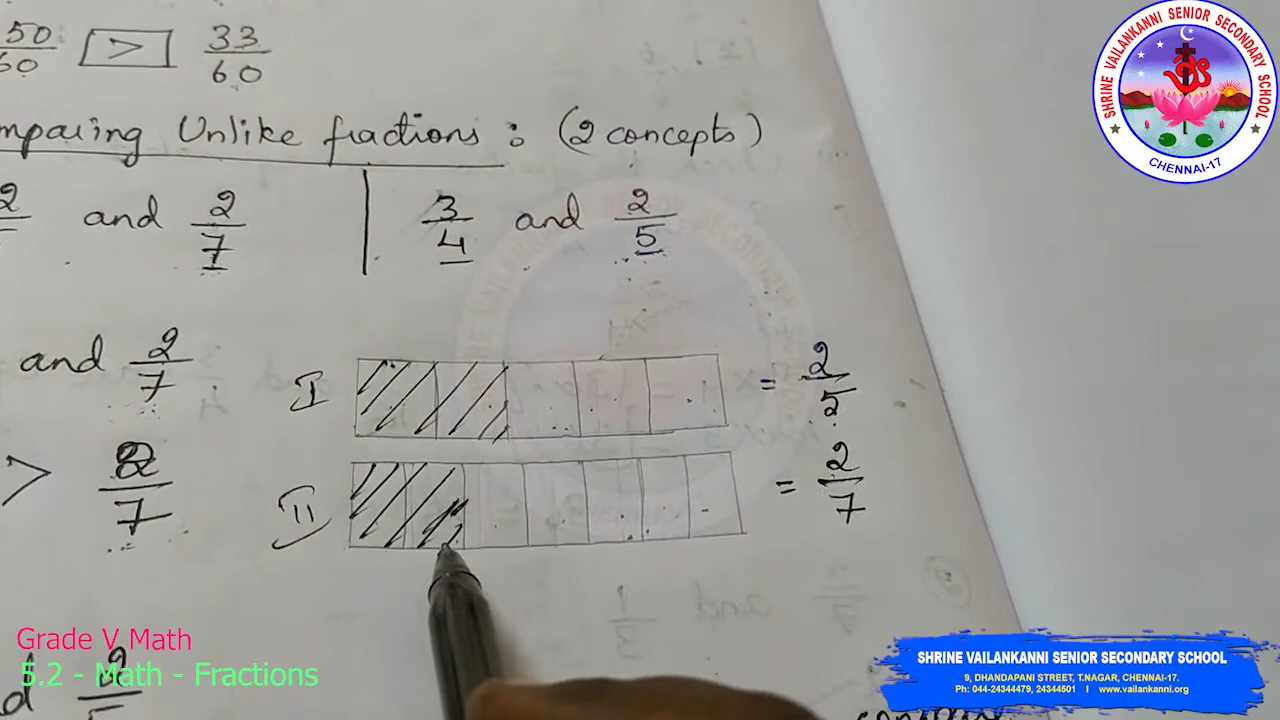 50/60 > 33/60
SHRINE VAILANKANNI SENIOR SECONDARY SCHOOL
CHENNAI-17
mparing Unlike fractions : (2 concepts)
2 and 2/7 | 3/4 and 2/5
and 2/7
I = 2/5
> 2/7
II = 2/7
Grade V Math
5.2 - Math - Fractions
d 2/5
SHRINE VAILANKANNI SENIOR SECONDARY SCHOOL
9, DHANDAPANI STREET, T.NAGAR, CHENNAI-17.
Ph: 044-24344479, 24344501 I www.vailankanni.org